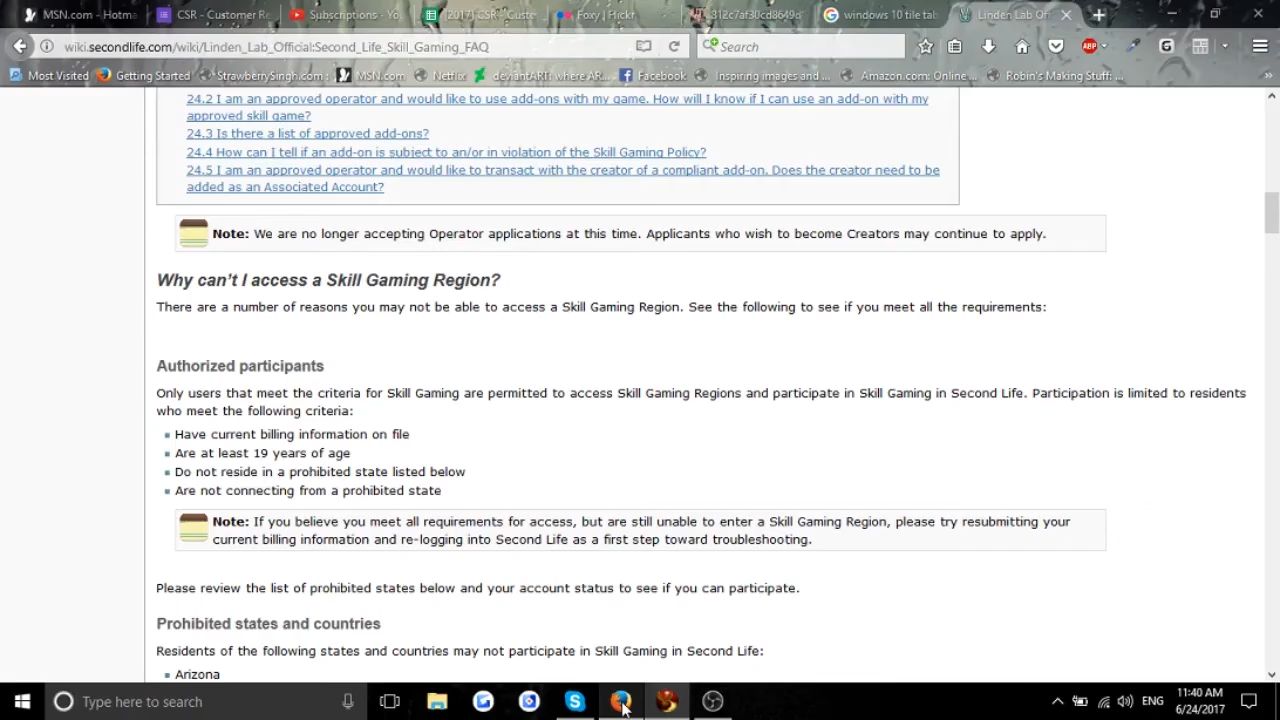 MSN.com - Hotma
CSR - Customer Re
Subscriptions - Yo
[2017] CSR - Custe
Foxy | Flickr
312c7af30cd8649d
windows 10 tile tab
Linden Lab Off
wiki.secondlife.com/wiki/Linden_Lab_Official:Second_Life_Skill_Gaming_FAQ
Search
ABP
Most Visited
Getting Started
StrawberrySingh.com :
MSN.com
Netflix
deviantART: where AR...
Facebook
Inspiring images and ...
Amazon.com: Online ...
Robin's Making Stuff: ...
24.2 I am an approved operator and would like to use add-ons with my game. How will I know if I can use an add-on with my
approved skill game?
24.3 Is there a list of approved add-ons?
24.4 How can I tell if an add-on is subject to an/or in violation of the Skill Gaming Policy?
24.5 I am an approved operator and would like to transact with the creator of a compliant add-on. Does the creator need to be
added as an Associated Account?
Note: We are no longer accepting Operator applications at this time. Applicants who wish to become Creators may continue to apply.
Why can't I access a Skill Gaming Region?
There are a number of reasons you may not be able to access a Skill Gaming Region. See the following to see if you meet all the requirements:
Authorized participants
Only users that meet the criteria for Skill Gaming are permitted to access Skill Gaming Regions and participate in Skill Gaming in Second Life. Participation is limited to residents
who meet the following criteria:
Have current billing information on file
Are at least 19 years of age
Do not reside in a prohibited state listed below
Are not connecting from a prohibited state
Note: If you believe you meet all requirements for access, but are still unable to enter a Skill Gaming Region, please try resubmitting your
current billing information and re-logging into Second Life as a first step toward troubleshooting.
Please review the list of prohibited states below and your account status to see if you can participate.
Prohibited states and countries
Residents of the following states and countries may not participate in Skill Gaming in Second Life:
Arizona
Type here to search
ENG
11:40 AM
6/24/2017